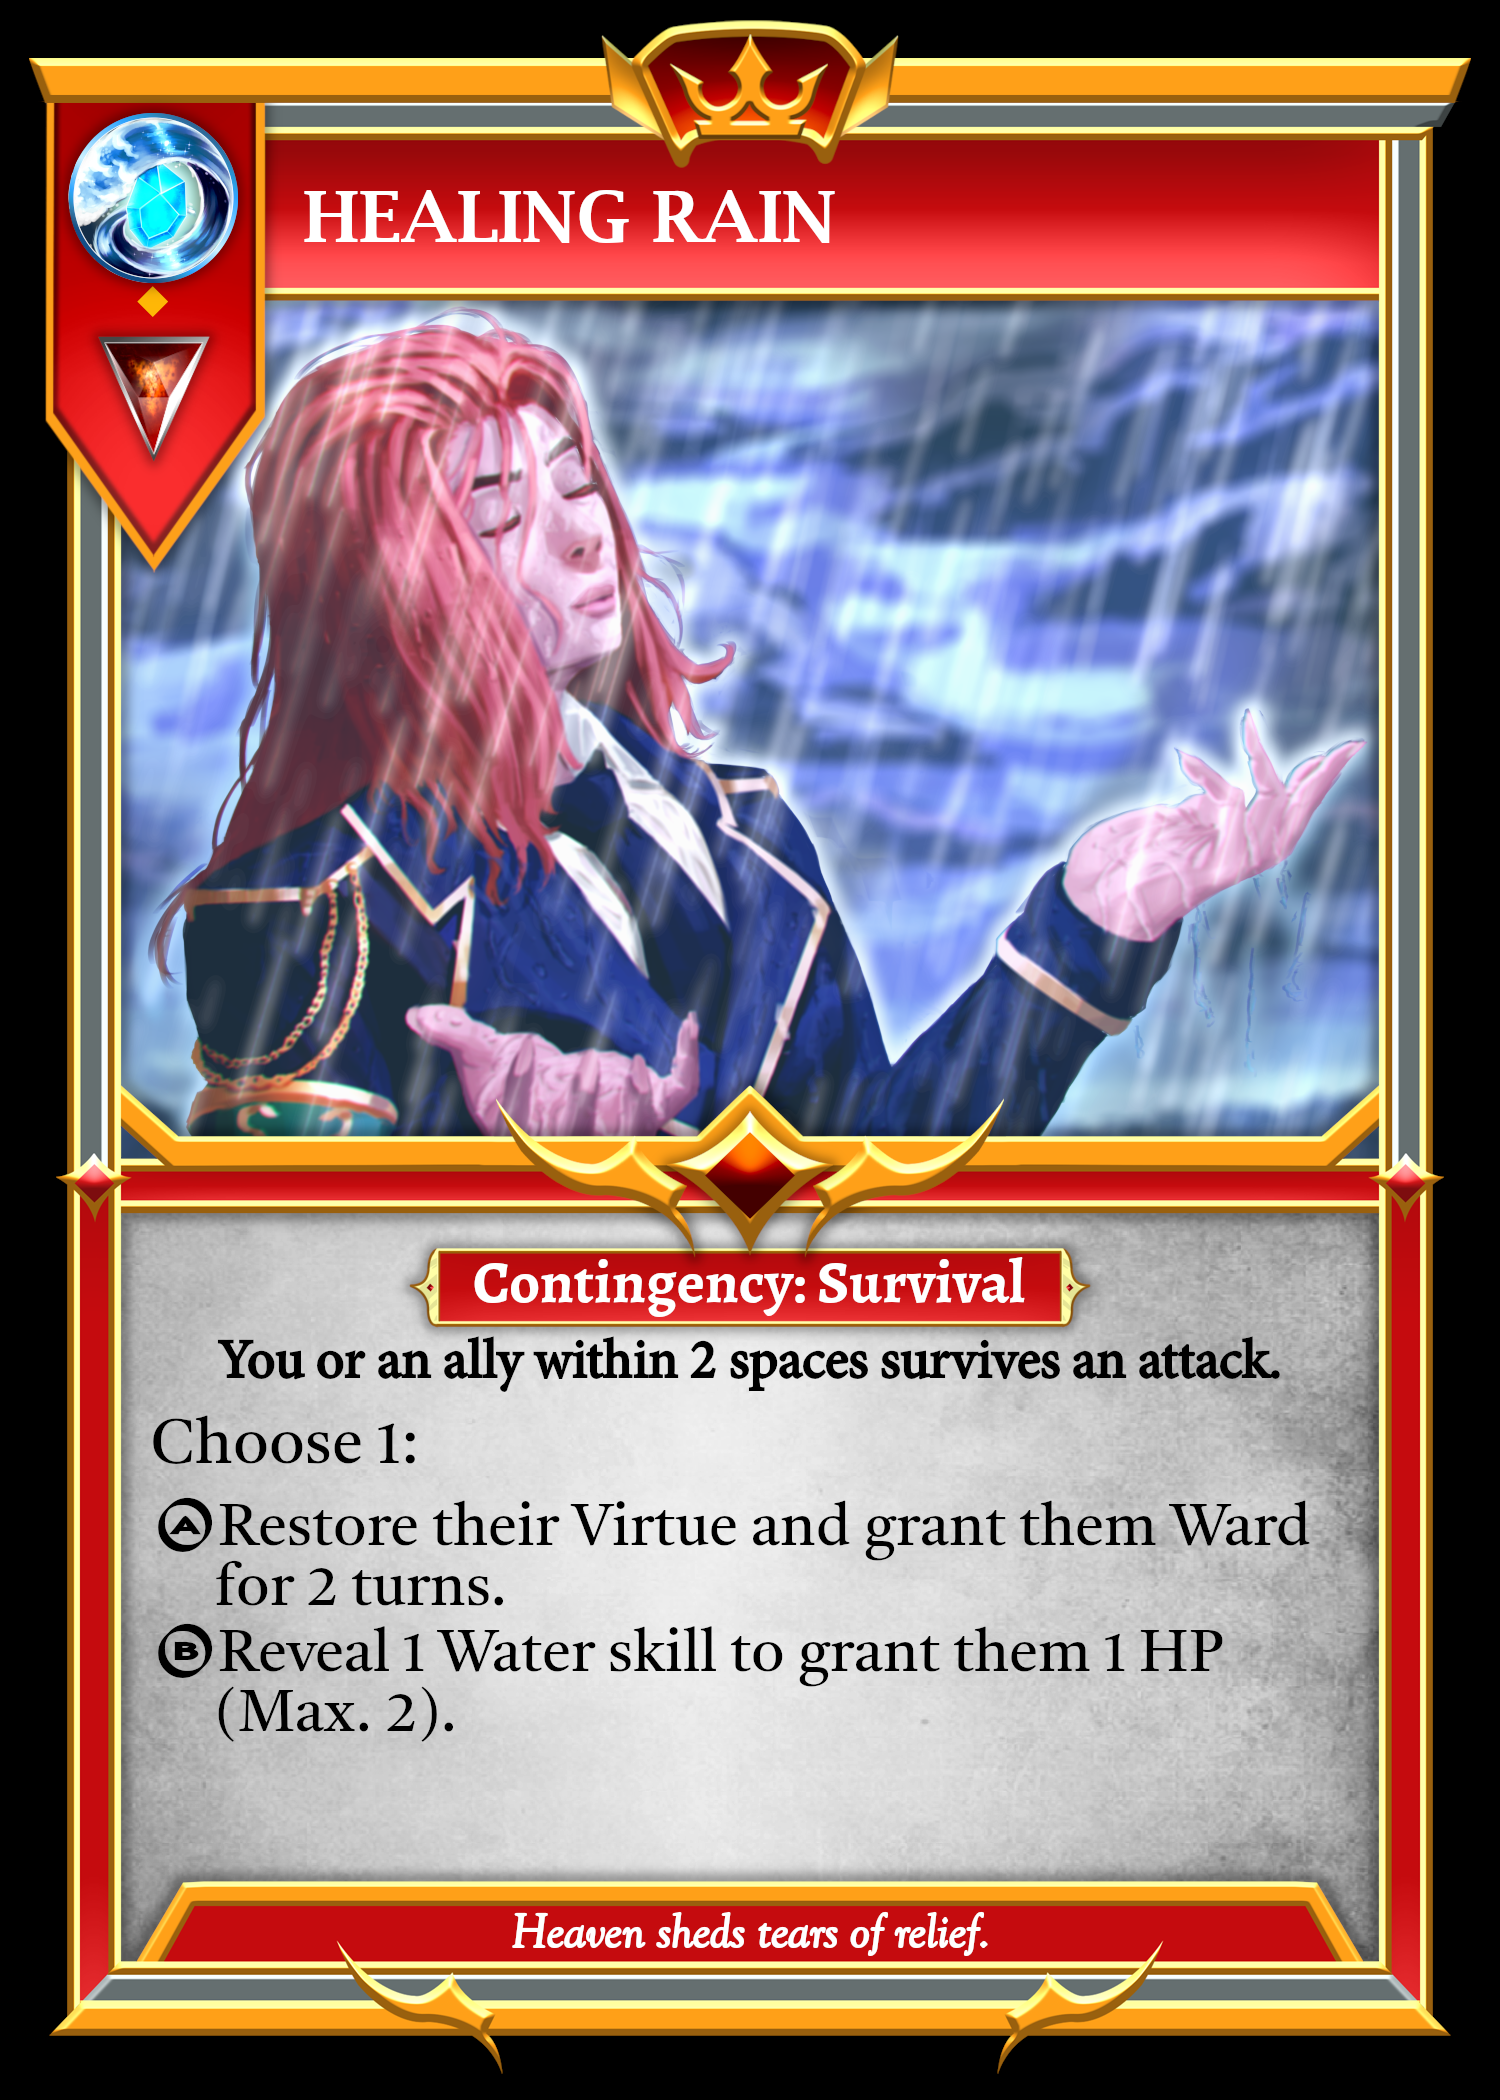 HEALING RAIN
Contingency: Survival
You or an ally within 2 spaces survives an attack.
Choose 1:
A Restore their Virtue and grant them Ward
for 2 turns.
B Reveal 1 Water skill to grant them 1 HP
(Max. 2).
Heaven sheds tears of relief.